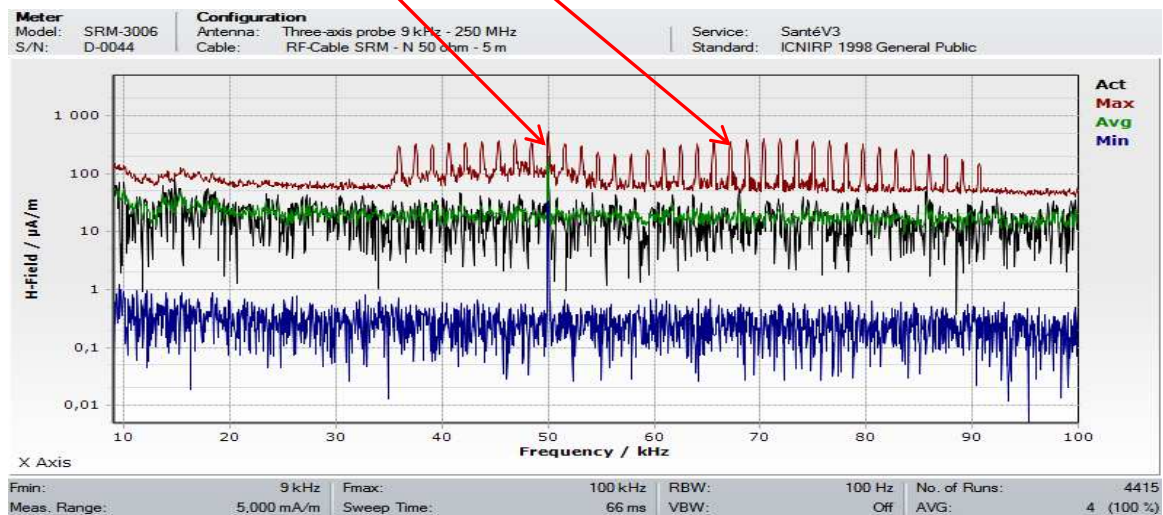 Meter Configuration
Model: SRM-3006 Antenna: Three-axis probe 9 kHz - 250 MHz Service: SantéV3
S/N: D-0044 Cable: RF-Cable SRM - N 50 ohm - 5 m Standard: ICNIRP 1998 General Public
Act
Max
Avg
Min
1 000
100
10
1
0,1
0,01
H-Field / µA/m
10 20 30 40 50 60 70 80 90 100
Frequency / kHz
X Axis
Fmin: 9 kHz Fmax: 100 kHz RBW: 100 Hz No. of Runs: 4415
Meas. Range: 5,000 mA/m Sweep Time: 66 ms VBW: Off AVG: 4 (100 %)